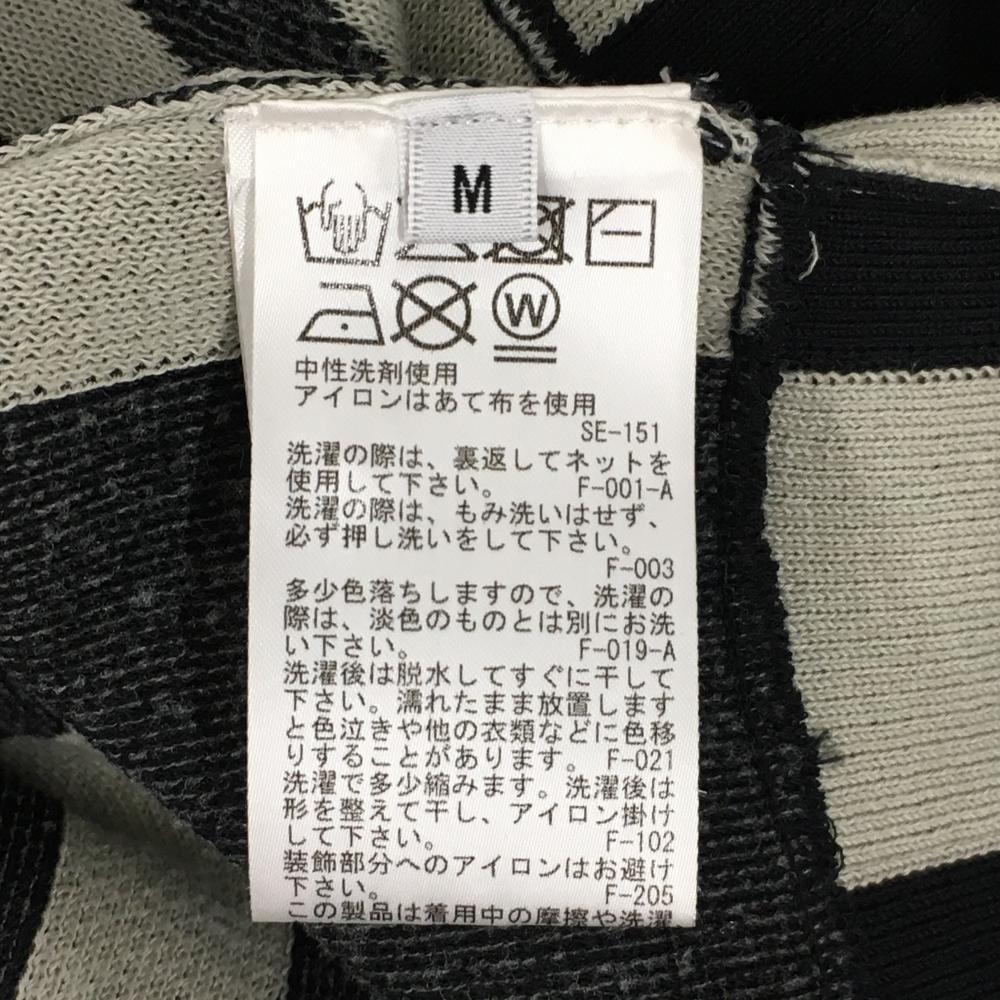 M
W
中性洗剤使用
アイロンはあて布を使用
SE-151
洗濯の際は、裏返してネットを
使用して下さい。 F-001-A
洗濯の際は、もみ洗いはせず、
必ず押し洗いをして下さい。
F-003
多少色落ちしますので、洗濯の
際は、淡色のものとは別にお洗
い下さい。 F-019-A
洗濯後は脱水してすぐに干して
下さい。濡れたまま放置します
と色泣きや他の衣類などに色移
りすることがあります。 F-021
洗濯で多少縮みます。洗濯後は
形を整えて干し、アイロン掛け
して下さい。 F-102
装飾部分へのアイロンはお避け
下さい。 F-205
この製品は着用中の摩擦や洗濯